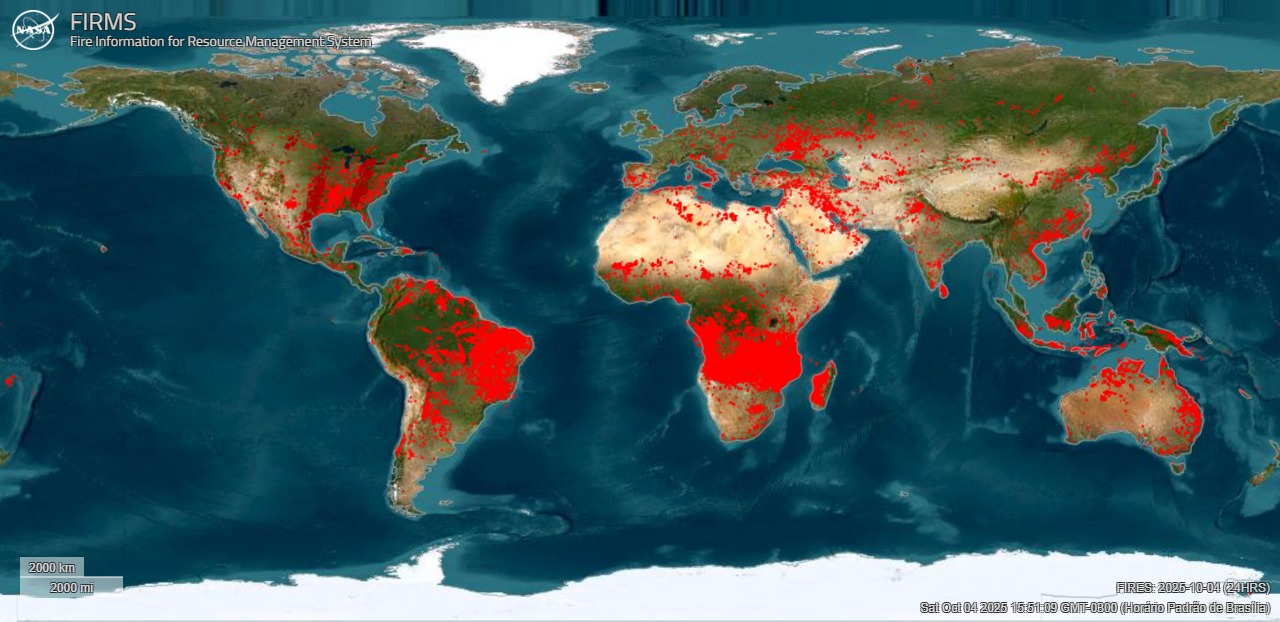 NASA
FIRMS
Fire Information for Resource Management System
2000 km
2000 mi
FIRES: 2025-10-04 (24HRS)
Sat Oct 04 2025 15:51:09 GMT-0300 (Horário Padrão de Brasília)